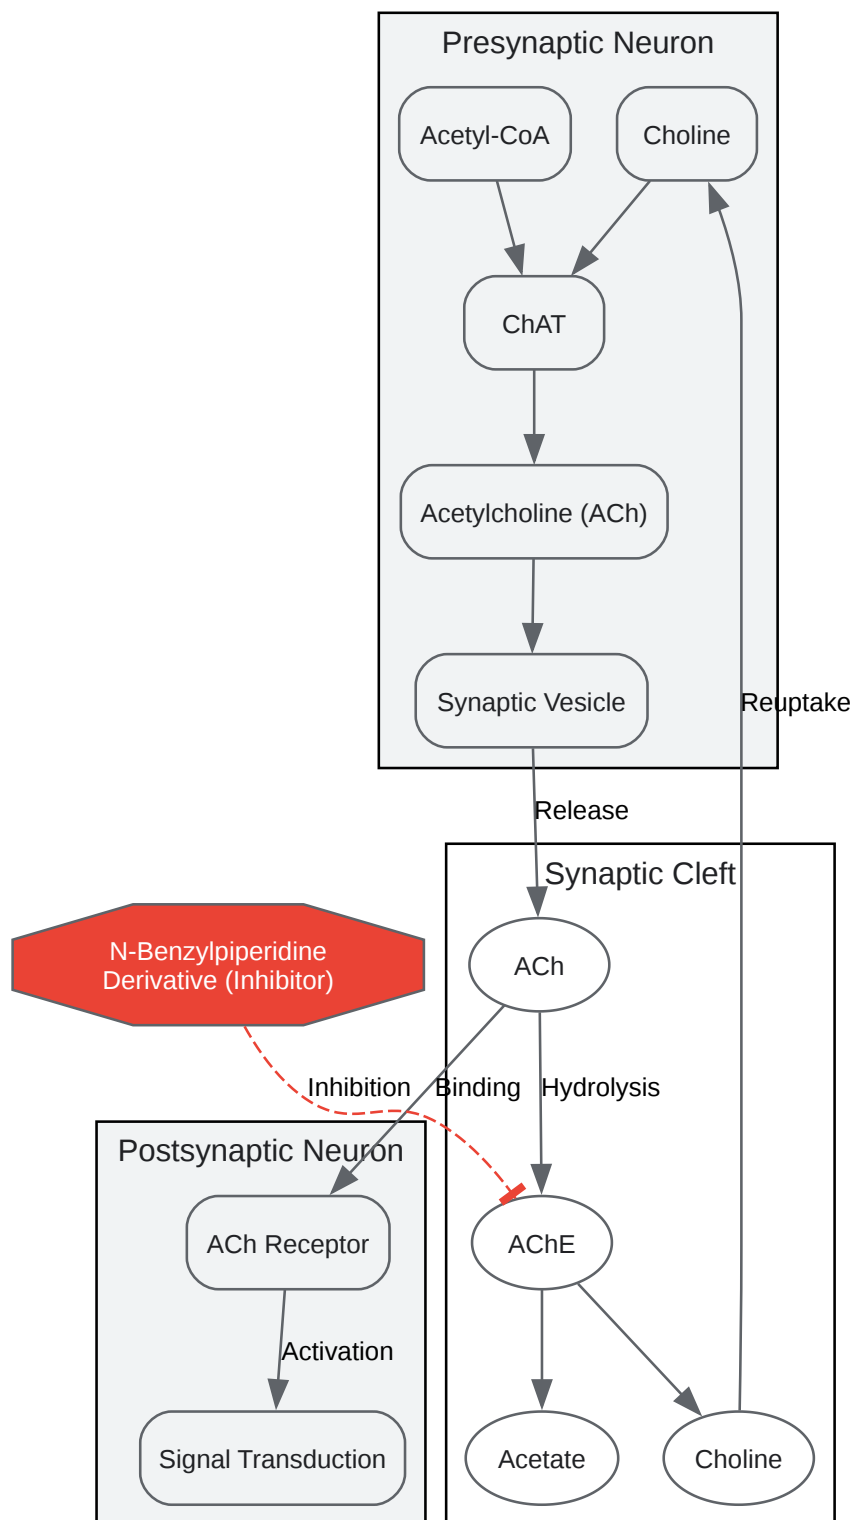 Presynaptic Neuron
Acetyl-CoA
Choline
ChAT
Acetylcholine (ACh)
Synaptic Vesicle
Reuptake
Release
Synaptic Cleft
N-Benzylpiperidine
Derivative (Inhibitor)
ACh
Inhibition
Binding
Hydrolysis
Postsynaptic Neuron
ACh Receptor
AChE
Activation
Signal Transduction
Acetate
Choline